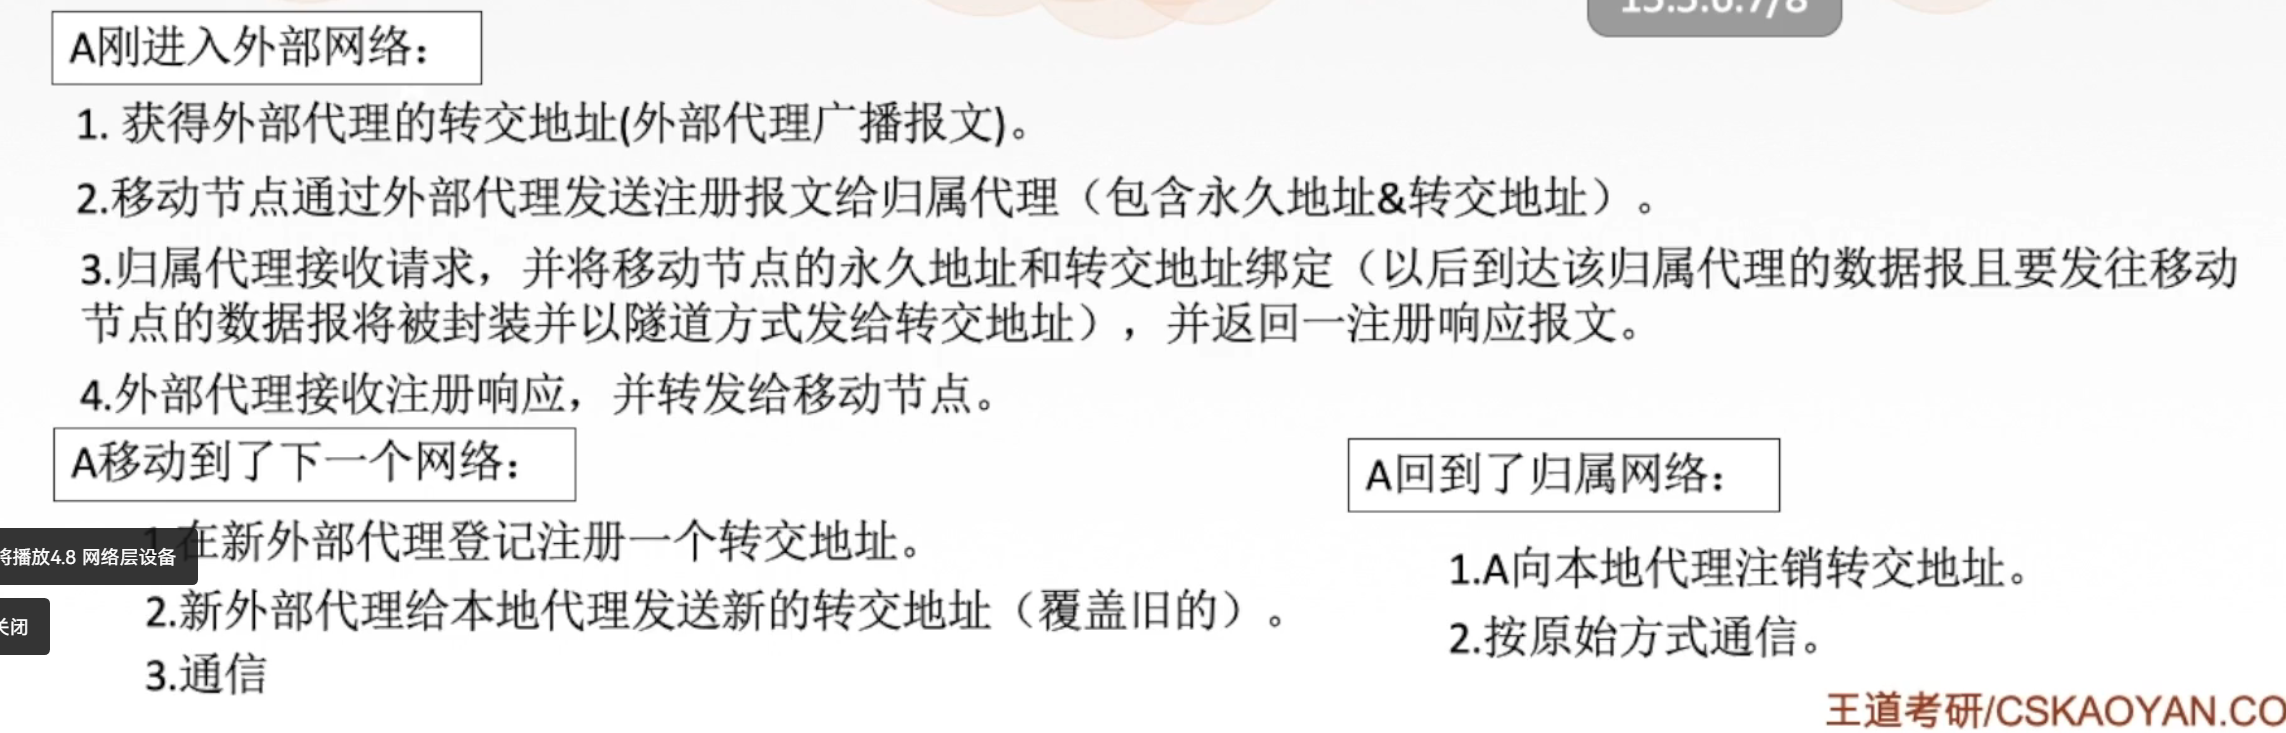 15.5.6.7/8
A刚进入外部网络：
1. 获得外部代理的转交地址(外部代理广播报文)。
2.移动节点通过外部代理发送注册报文给归属代理（包含永久地址&转交地址）。
3.归属代理接收请求，并将移动节点的永久地址和转交地址绑定（以后到达该归属代理的数据报且要发往移动
节点的数据报将被封装并以隧道方式发给转交地址），并返回一注册响应报文。
4.外部代理接收注册响应，并转发给移动节点。
A移动到了下一个网络：
1.在新外部代理登记注册一个转交地址。
将播放4.8 网络层设备
2.新外部代理给本地代理发送新的转交地址（覆盖旧的）。
关闭
3.通信
A回到了归属网络：
1.A向本地代理注销转交地址。
2.按原始方式通信。
王道考研/CSKAOYAN.CO